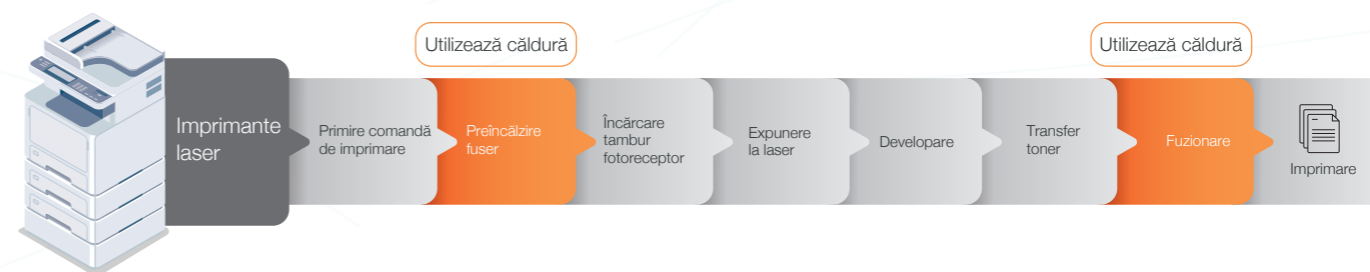 Utilizează căldură
Utilizează căldură
Imprimante
laser
Primire comandă
de imprimare
Preîncălzire
fuser
Încărcare
tambur
fotoreceptor
Expunere
la laser
Developare
Transfer
toner
Fuzionare
Imprimare